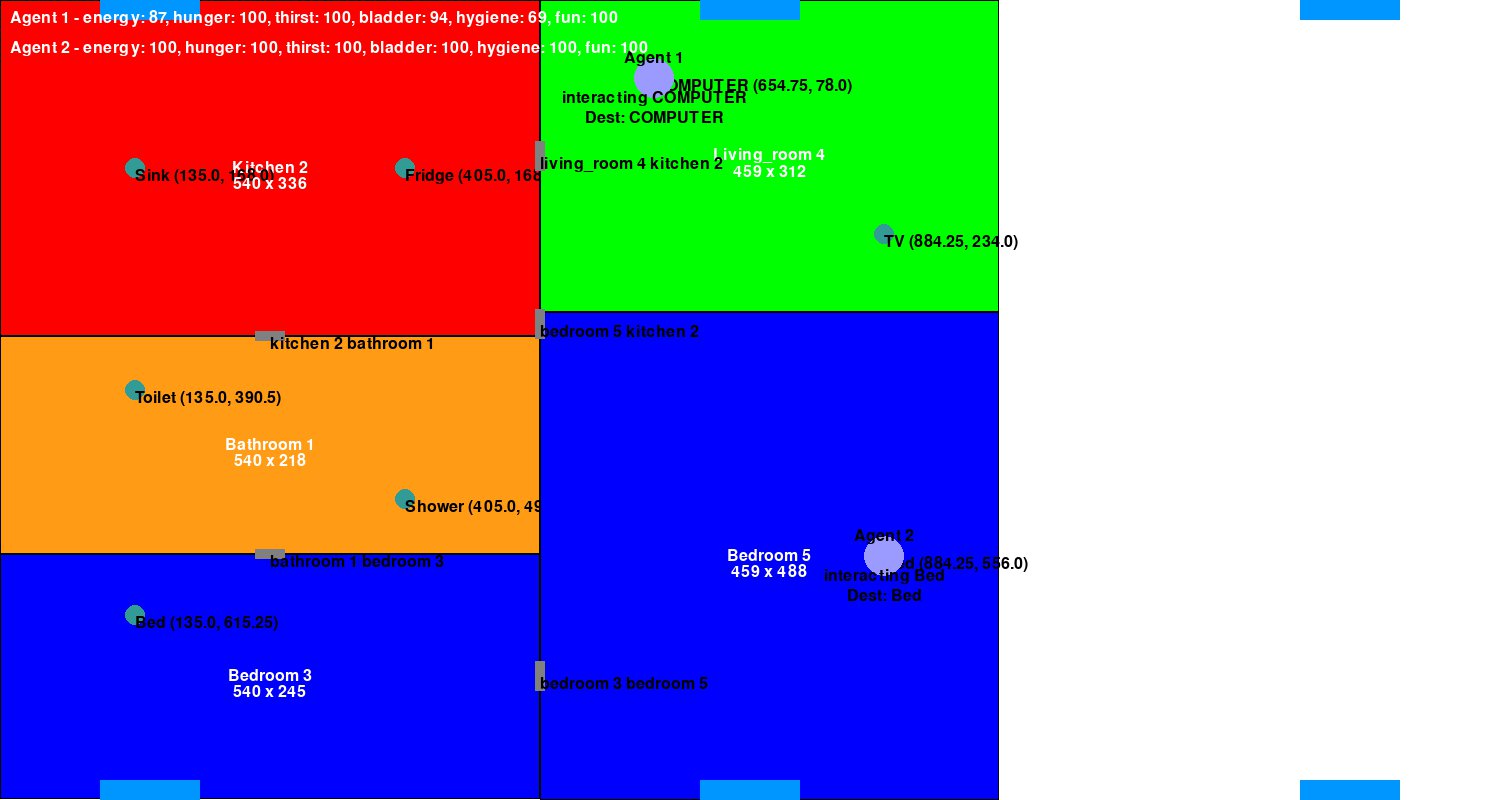 Agent 1 - energy: 87, hunger: 100, thirst: 100, bladder: 94, hygiene: 69, fun: 100
Agent 2 - energy: 100, hunger: 100, thirst: 100, bladder: 100, hygiene: 100, fun: 100
Agent 1
COMPUTER (654.75, 78.0)
interacting COMPUTER
Dest: COMPUTER
Living_room 4
459 x 312
living_room 4 kitchen 2
Kitchen 2
540 x 336
Sink (135.0,
Fridge (405.0,
TV (884.25, 234.0)
bedroom 5 kitchen 2
kitchen 2 bathroom 1
Toilet (135.0, 390.5)
Bathroom 1
540 x 218
Shower (405.0,
Agent 2
(884.25, 556.0)
interacting Bed
Dest: Bed
Bedroom 5
459 x 488
bathroom 1 bedroom 3
Bed (135.0, 615.25)
Bedroom 3
540 x 245
bedroom 3 bedroom 5